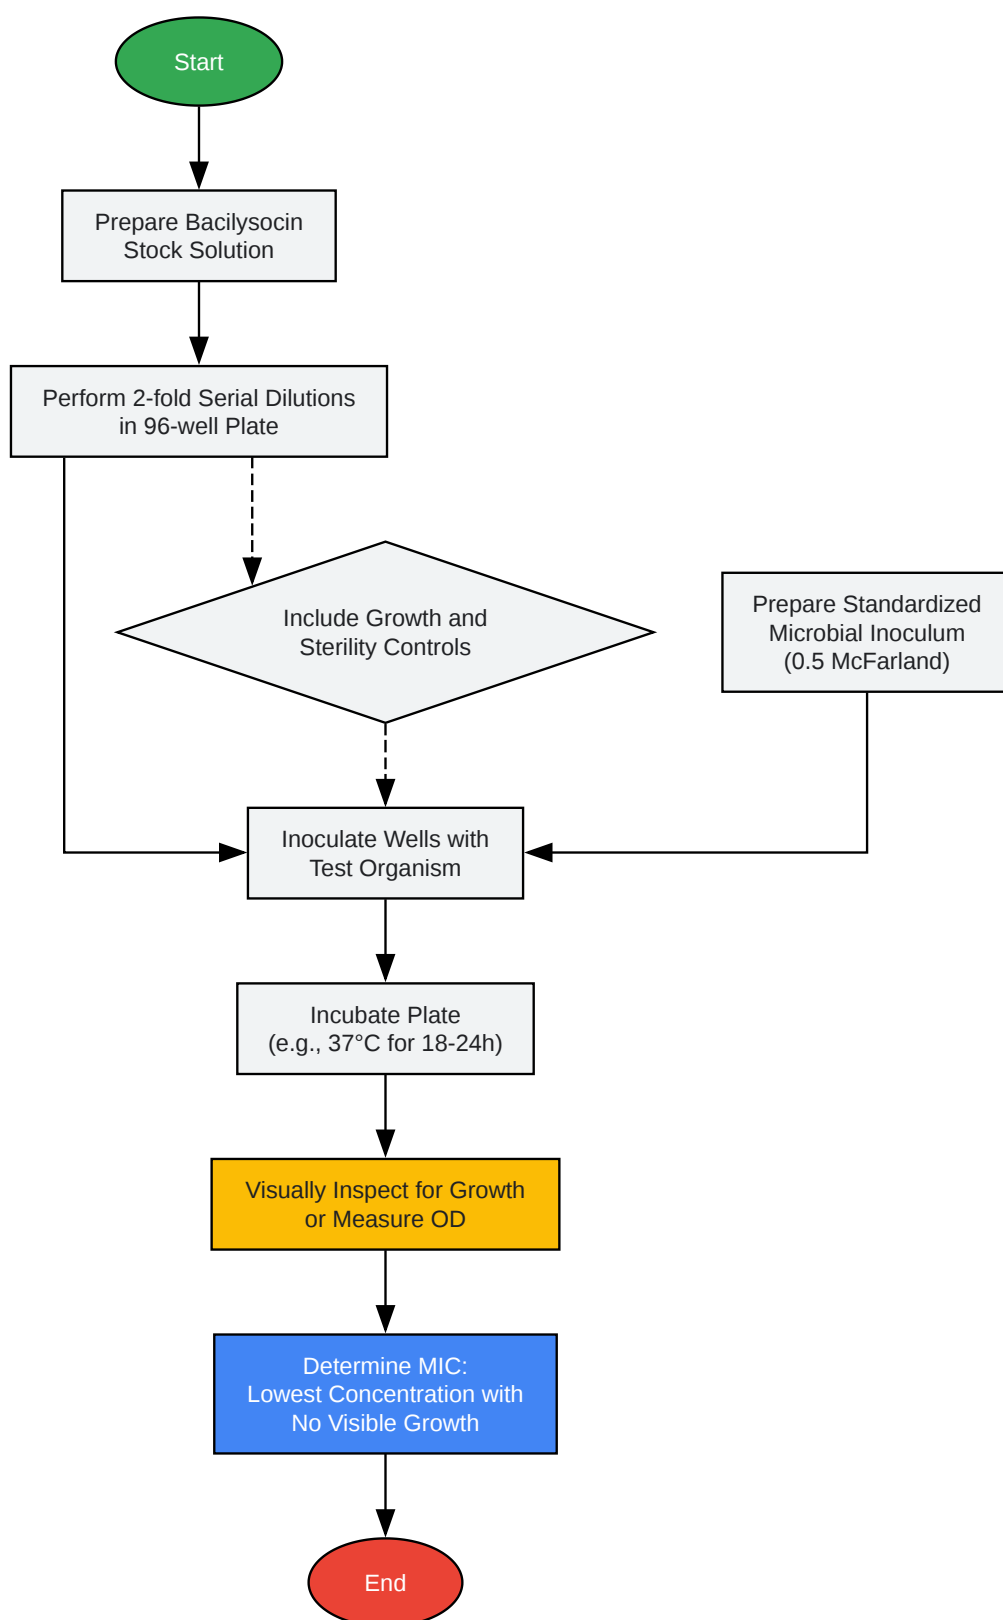 Start
Prepare Bacilysocin
Stock Solution
Perform 2-fold Serial Dilutions
in 96-well Plate
Include Growth and
Sterility Controls
Prepare Standardized
Microbial Inoculum
(0.5 McFarland)
Inoculate Wells with
Test Organism
Incubate Plate
(e.g., 37°C for 18-24h)
Visually Inspect for Growth
or Measure OD
Determine MIC:
Lowest Concentration with
No Visible Growth
End